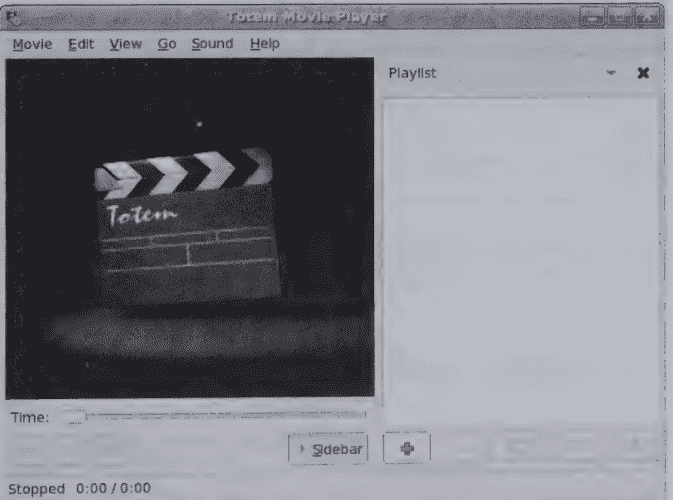 Totem Movie Player
Movie Edit View Go Sound Help
Playlist
Totem
Time:
Sidebar
Stopped 0:00 / 0:00